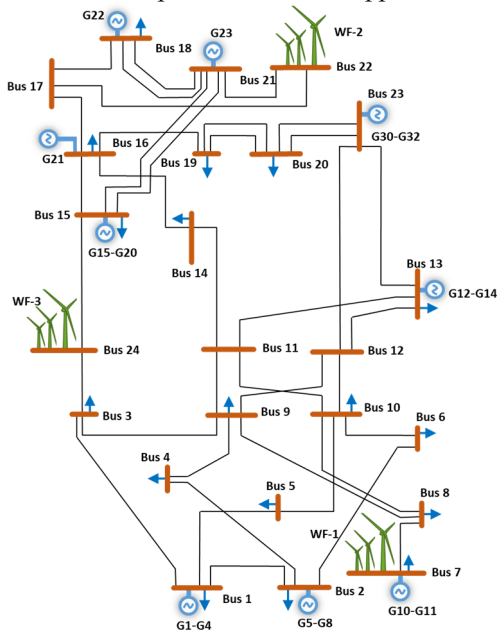 G22
Bus 18
G23
WF-2
Bus 17
Bus 21
Bus 22
Bus 23
G21
Bus 16
G30-G32
Bus 19
Bus 20
Bus 15
G15-G20
Bus 14
Bus 13
WF-3
G12-G14
Bus 24
Bus 11
Bus 12
Bus 3
Bus 9
Bus 10
Bus 6
Bus 4
Bus 5
Bus 8
WF-1
Bus 1
Bus 2
Bus 7
G1-G4
G5-G8
G10-G11